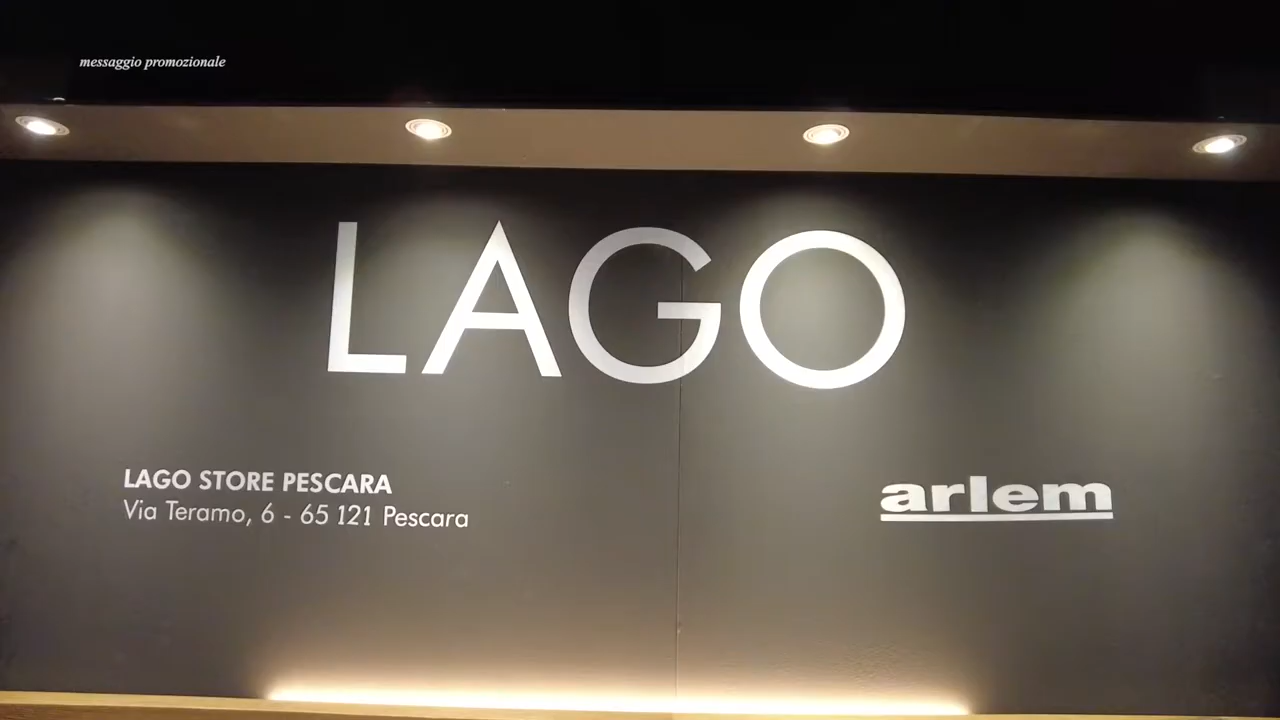 messaggio promozionale
LAGO
LAGO STORE PESCARA
Via Teramo, 6 - 65 121 Pescara
arlem